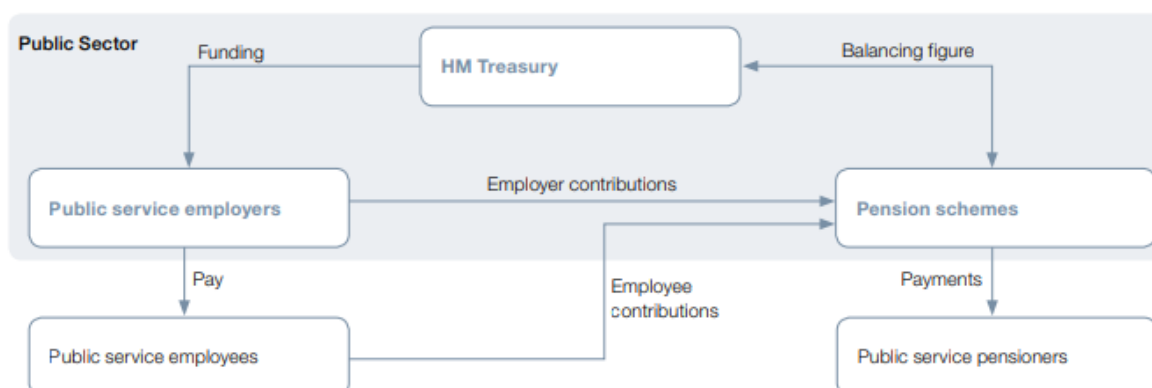 Public Sector
Funding
HM Treasury
Balancing figure
Public service employers
Employer contributions
Pension schemes
Pay
Employee
contributions
Payments
Public service employees
Public service pensioners